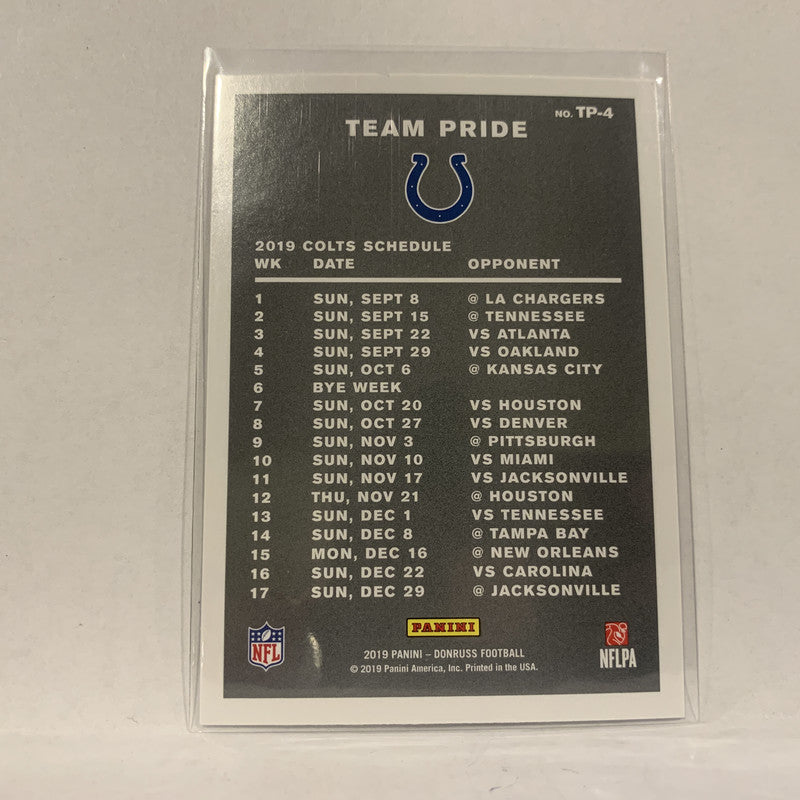 NO. TP-4
TEAM PRIDE
2019 COLTS SCHEDULE
WK DATE OPPONENT
1 SUN, SEPT 8 @ LA CHARGERS
2 SUN, SEPT 15 @ TENNESSEE
3 SUN, SEPT 22 VS ATLANTA
4 SUN, SEPT 29 VS OAKLAND
5 SUN, OCT 6 @ KANSAS CITY
6 BYE WEEK
7 SUN, OCT 20 VS HOUSTON
8 SUN, OCT 27 VS DENVER
9 SUN, NOV 3 @ PITTSBURGH
10 SUN, NOV 10 VS MIAMI
11 SUN, NOV 17 VS JACKSONVILLE
12 THU, NOV 21 @ HOUSTON
13 SUN, DEC 1 VS TENNESSEE
14 SUN, DEC 8 @ TAMPA BAY
15 MON, DEC 16 @ NEW ORLEANS
16 SUN, DEC 22 VS CAROLINA
17 SUN, DEC 29 @ JACKSONVILLE
NFL
PANINI
NFLPA
2019 PANINI – DONRUSS FOOTBALL
© 2019 Panini America, Inc. Printed in the USA.